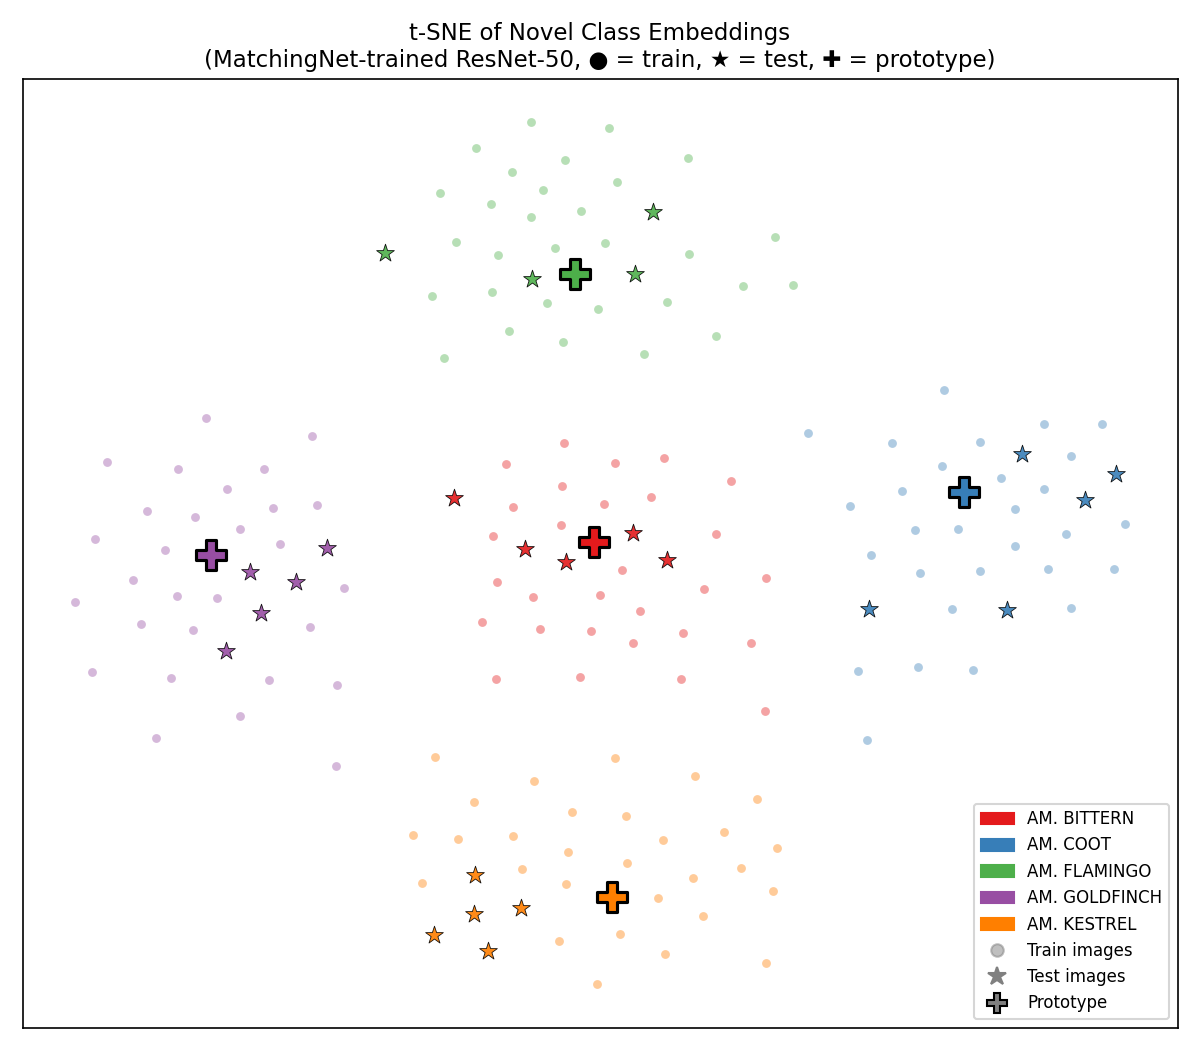 t-SNE of Novel Class Embeddings
(MatchingNet-trained ResNet-50, ● = train, ★ = test, ✚ = prototype)
AM. BITTERN
AM. COOT
AM. FLAMINGO
AM. GOLDFINCH
AM. KESTREL
Train images
Test images
Prototype